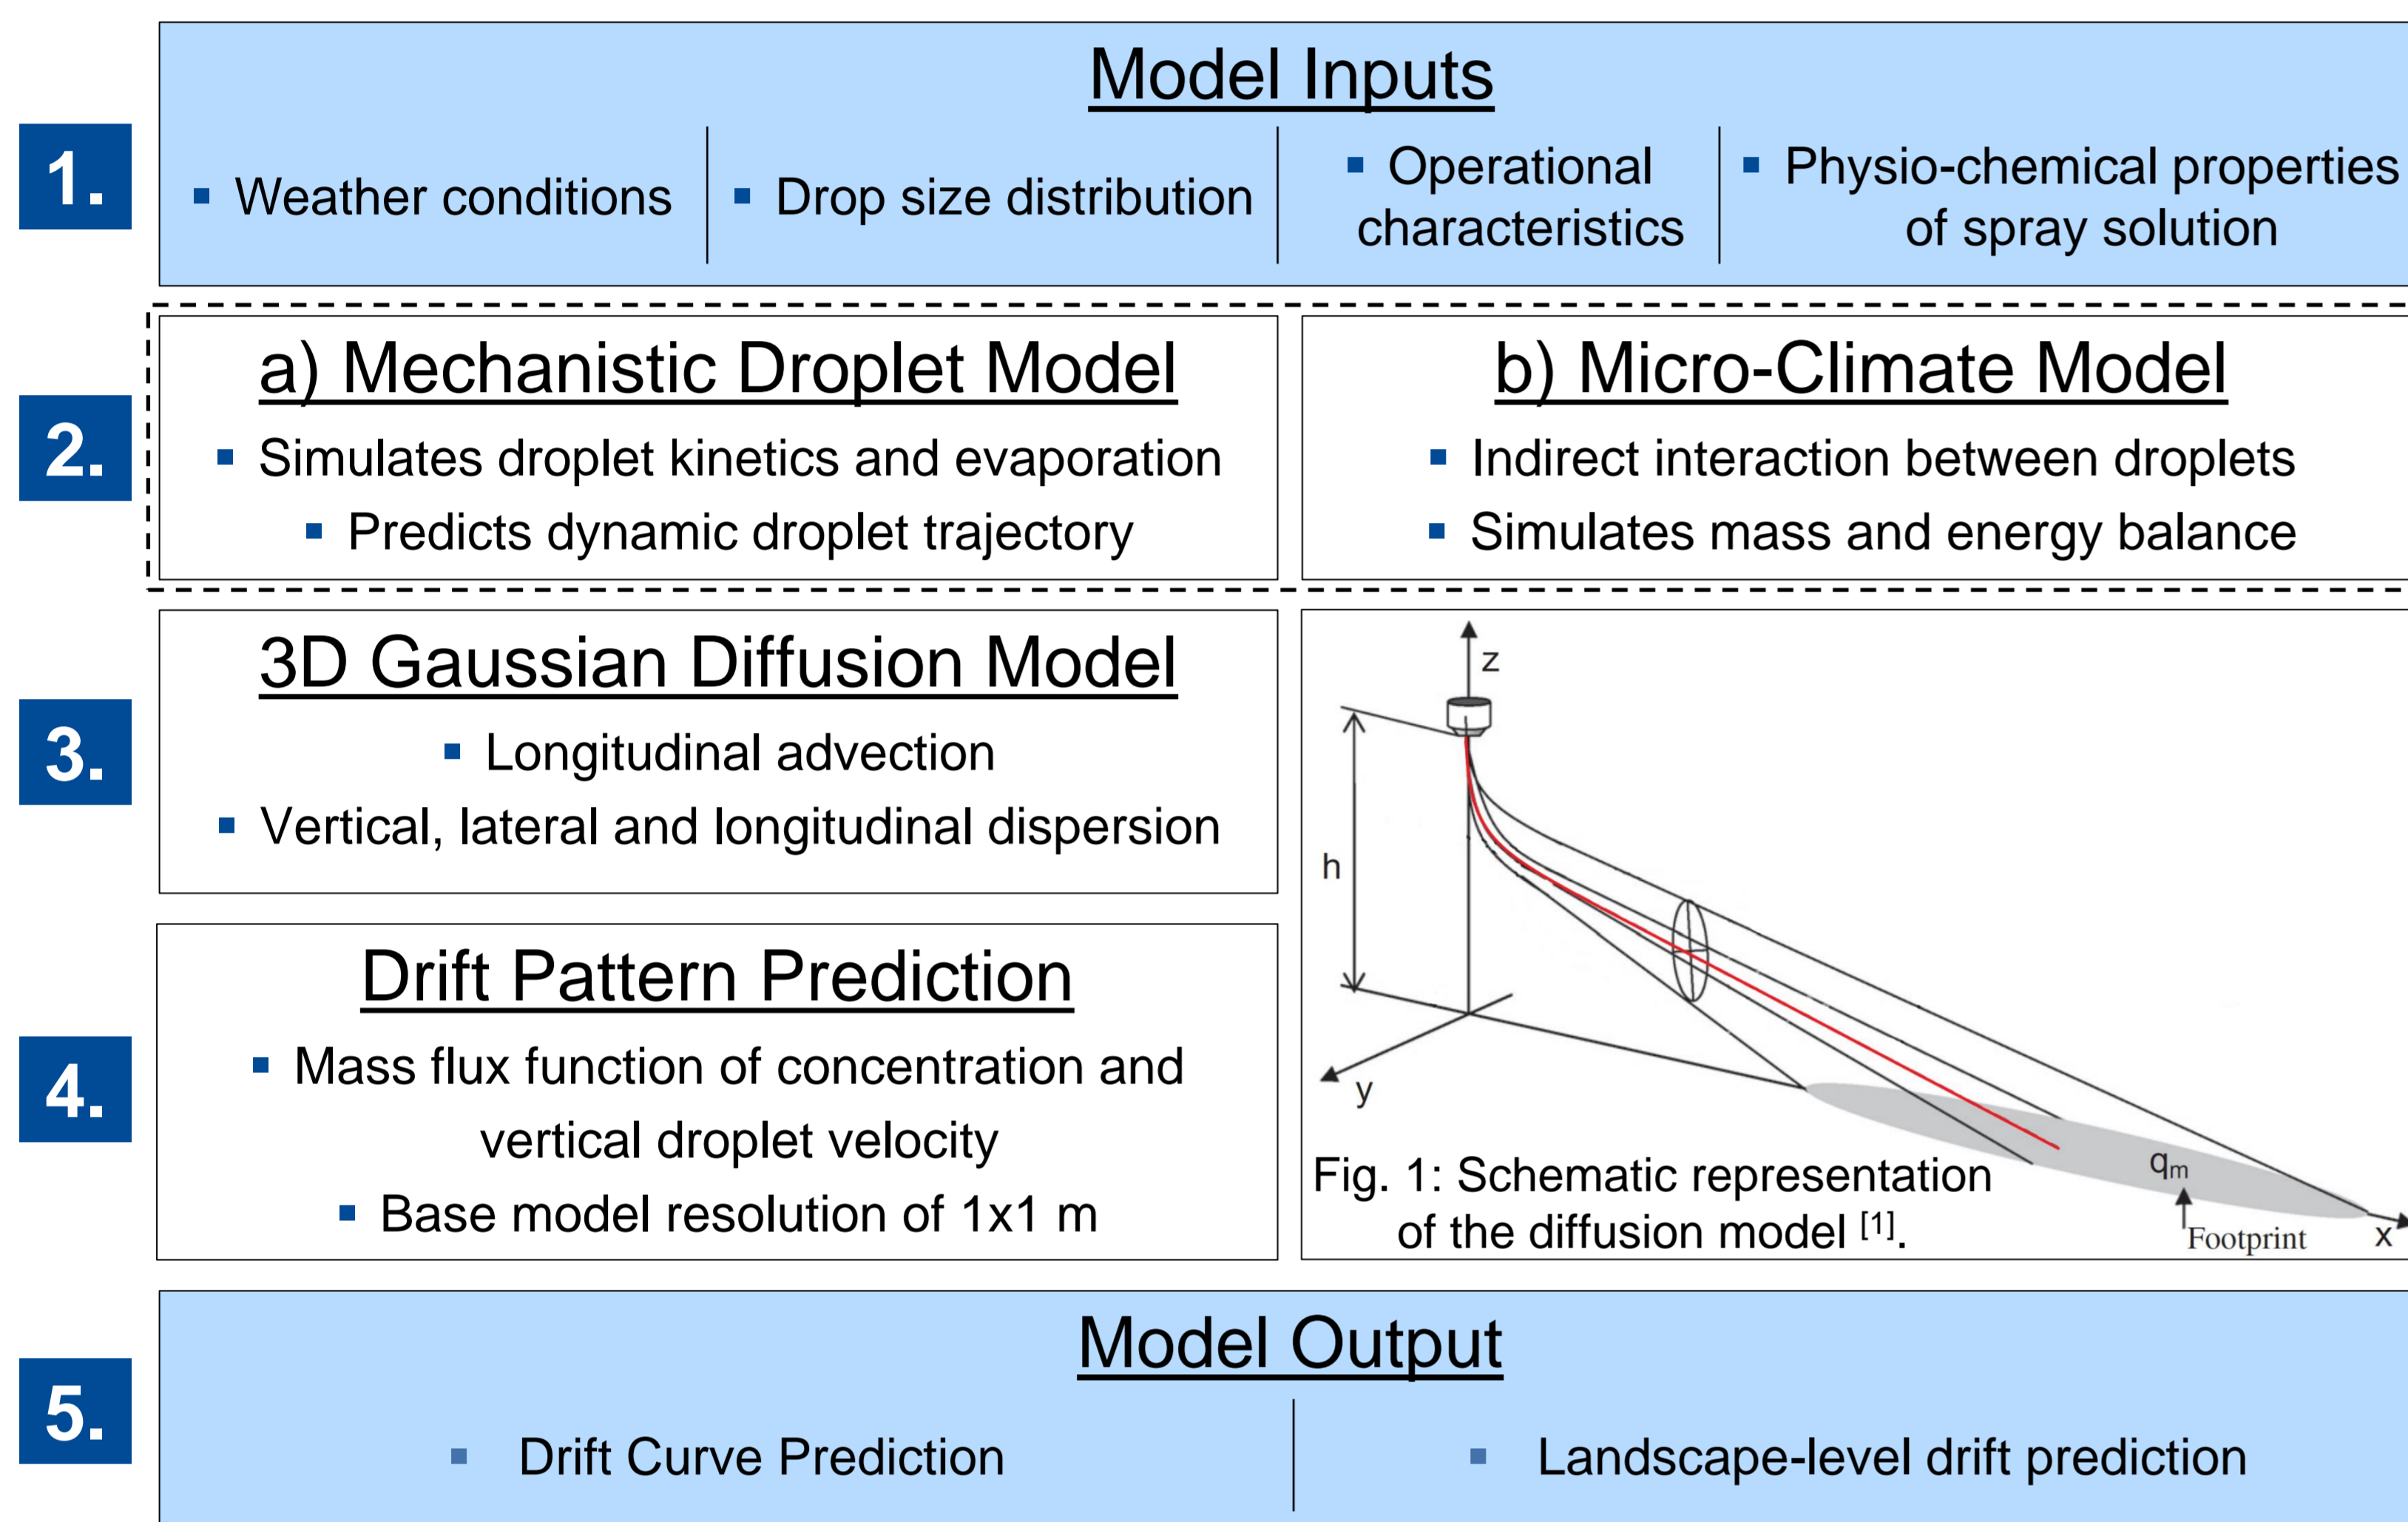 Model Inputs
1.
▪ Weather conditions
▪ Drop size distribution
▪ Operational
characteristics
▪ Physio-chemical properties
of spray solution
2.
a) Mechanistic Droplet Model
▪ Simulates droplet kinetics and evaporation
▪ Predicts dynamic droplet trajectory
b) Micro-Climate Model
▪ Indirect interaction between droplets
▪ Simulates mass and energy balance
3.
3D Gaussian Diffusion Model
▪ Longitudinal advection
▪ Vertical, lateral and longitudinal dispersion
4.
Drift Pattern Prediction
▪ Mass flux function of concentration and
vertical droplet velocity
▪ Base model resolution of 1x1 m
z
h
y
qm
Footprint
x
Fig. 1: Schematic representation
of the diffusion model [1].
5.
Model Output
▪ Drift Curve Prediction
▪ Landscape-level drift prediction